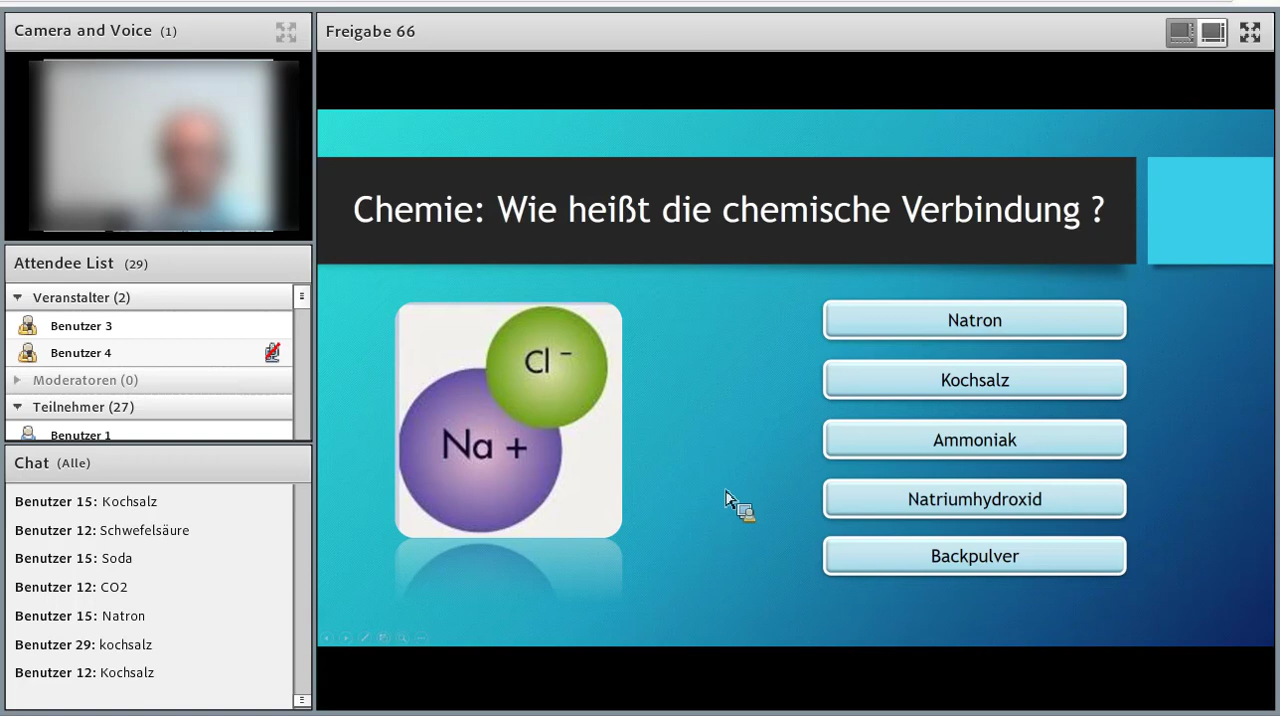 Camera and Voice (1)
Freigabe 66
Chemie: Wie heißt die chemische Verbindung ?
Cl −
Na +
Natron
Kochsalz
Ammoniak
Natriumhydroxid
Backpulver
Attendee List (29)
Veranstalter (2)
Benutzer 3
Benutzer 4
Moderatoren (0)
Teilnehmer (27)
Benutzer 1
Chat (Alle)
Benutzer 15: Kochsalz
Benutzer 12: Schwefelsäure
Benutzer 15: Soda
Benutzer 12: CO2
Benutzer 15: Natron
Benutzer 29: kochsalz
Benutzer 12: Kochsalz